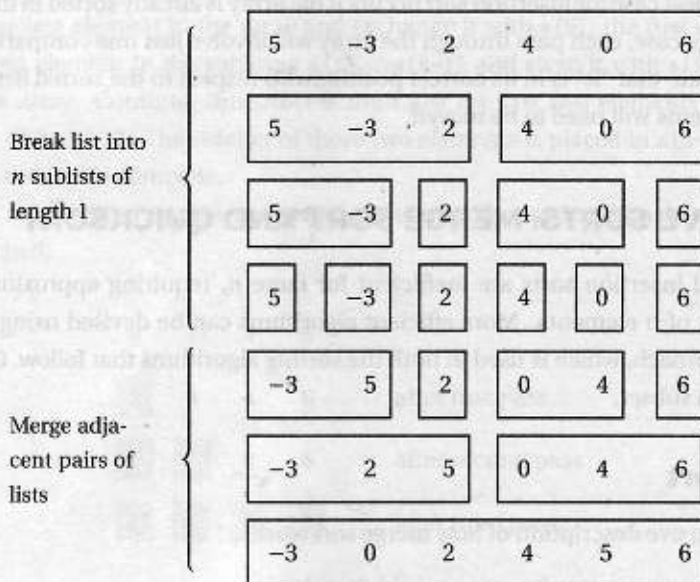 5 −3 2 4 0 6
5 −3 2 4 0 6
Break list into
n sublists of
length 1
5 −3 2 4 0 6
5 −3 2 4 0 6
−3 5 2 0 4 6
Merge adja-
cent pairs of
lists
−3 2 5 0 4 6
−3 0 2 4 5 6